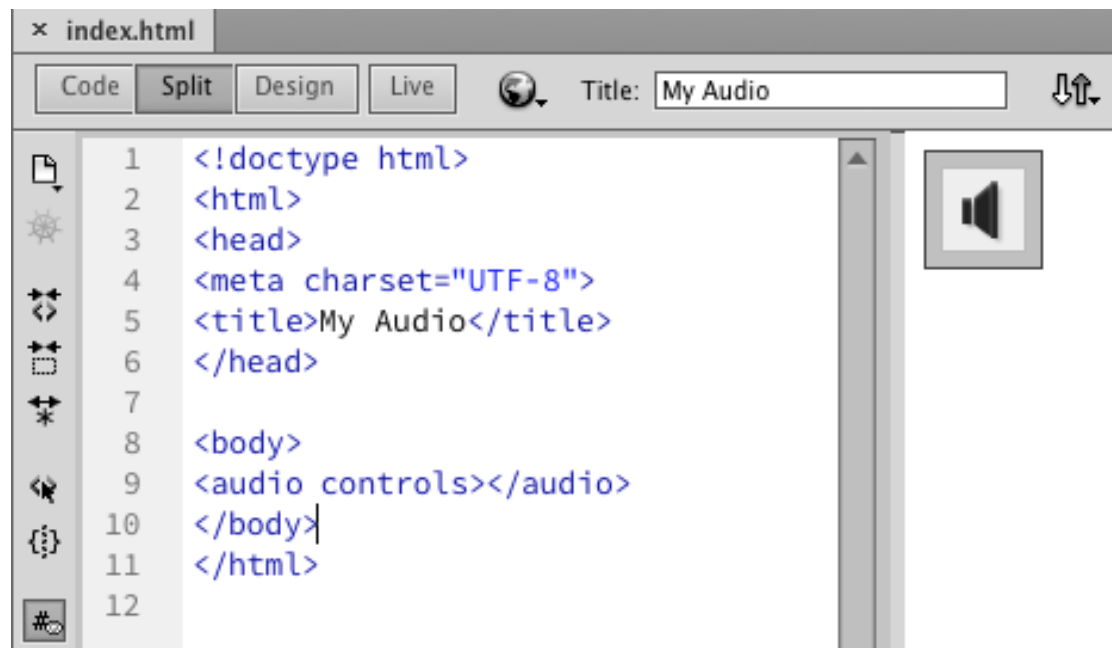 × index.html
Code Split Design Live Title: My Audio
1 <!doctype html>
2 <html>
3 <head>
4 <meta charset="UTF-8">
5 <title>My Audio</title>
6 </head>
7
8 <body>
9 <audio controls></audio>
10 </body>
11 </html>
12